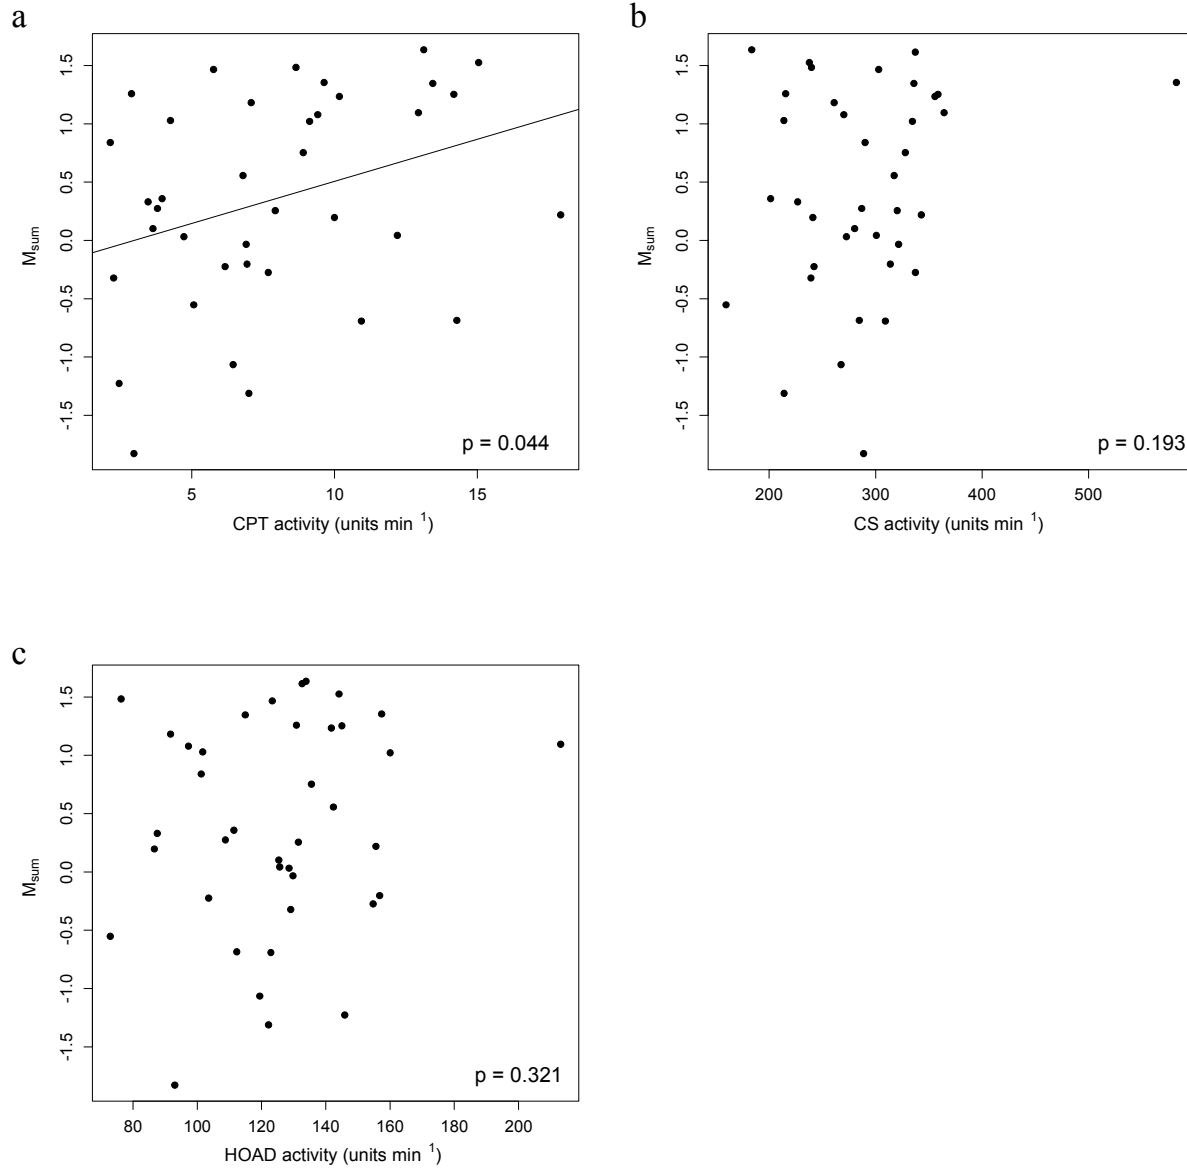 a
1.5
1.0
0.5
0.0
-0.5
-1.0
-1.5
Msum
p = 0.044
5 10 15
CPT activity (units min 1)
b
1.5
1.0
0.5
0.0
-0.5
-1.0
-1.5
Msum
p = 0.193
200 300 400 500
CS activity (units min 1)
c
1.5
1.0
0.5
0.0
-0.5
-1.0
-1.5
Msum
p = 0.321
80 100 120 140 160 180 200
HOAD activity (units min 1)